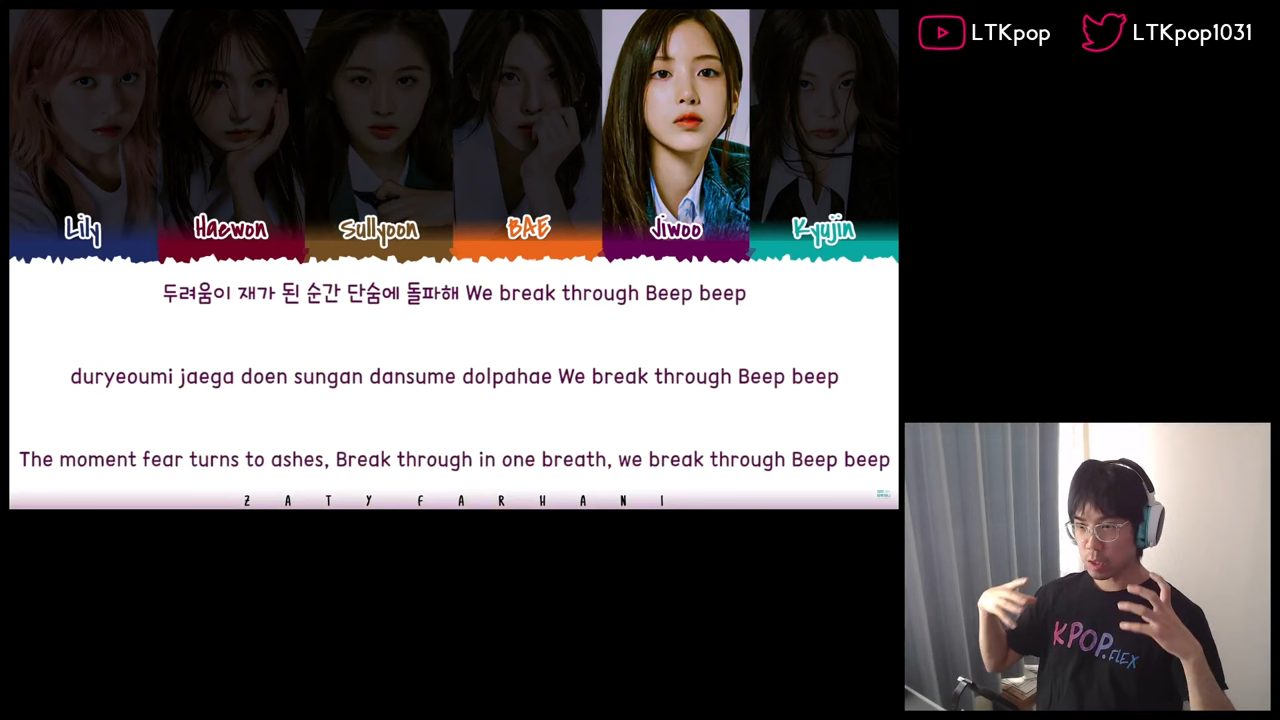 LTKpop
LTKpop1031
Lily
Haewon
Sullyoon
BAE
Jiwoo
Kyujin
두려움이 재가 된 순간 단숨에 돌파해 We break through Beep beep
duryeoumi jaega doen sungan dansume dolpahae We break through Beep beep
The moment fear turns to ashes, Break through in one breath, we break through Beep beep
ZATY FARHANI
KPOP.FLEX